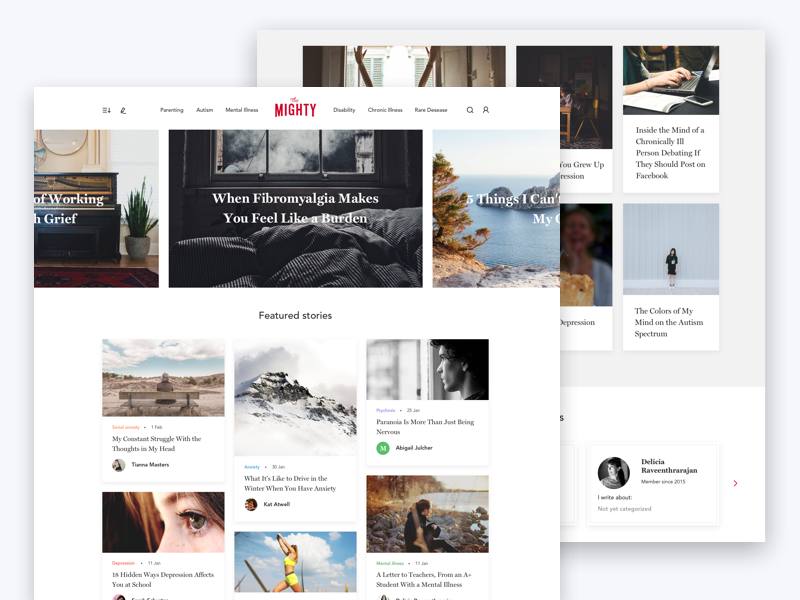 Parenting
Autism
Mental Illness
The
MIGHTY
Disability
Chronic Illness
Rare Desease
of Working
h Grief
When Fibromyalgia Makes
You Feel Like a Burden
5 Things I Can't
My
Featured stories
Social anxiety • 1 Feb
My Constant Struggle With the
Thoughts in My Head
Tianna Masters
Depression • 11 Jan
18 Hidden Ways Depression Affects
You at School
Anxiety • 30 Jan
What It's Like to Drive in the
Winter When You Have Anxiety
Kat Atwell
Psychosis • 25 Jan
Paranoia Is More Than Just Being
Nervous
M
Abigail Julcher
Mental illness • 11 Jan
A Letter to Teachers, From an A+
Student With a Mental Illness
You Grew Up
ression
Inside the Mind of a
Chronically Ill
Person Debating If
They Should Post on
Facebook
Depression
The Colors of My
Mind on the Autism
Spectrum
s
Delicia
Raveenthrarajan
Member since 2015
I write about:
Not yet categorized